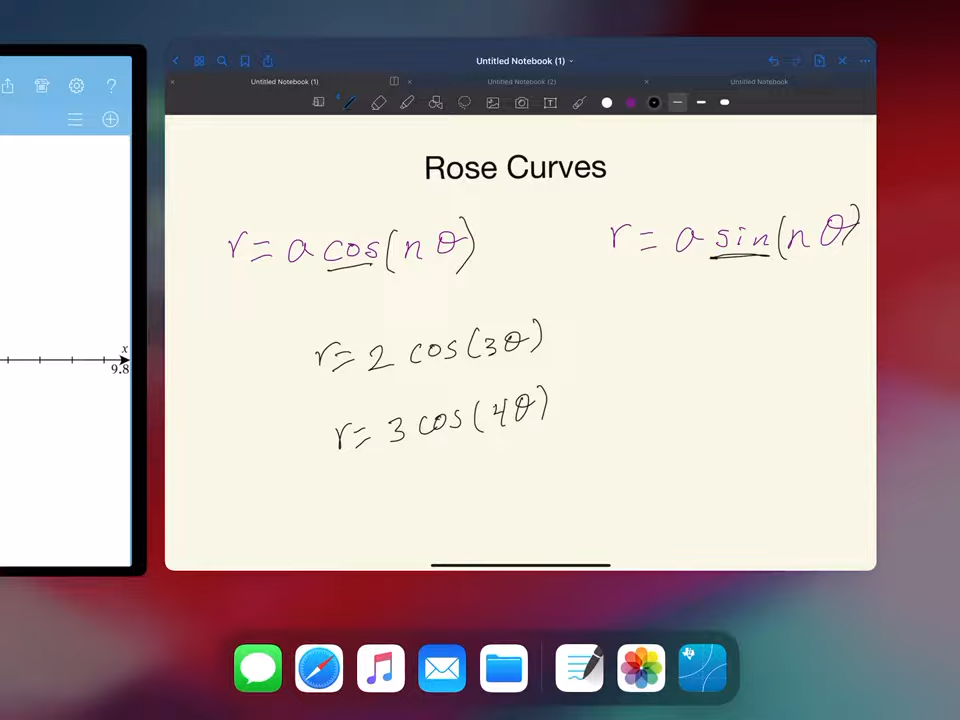 Untitled Notebook (1)
Untitled Notebook (1)
Untitled Notebook (2)
Untitled Notebook
Rose Curves
r = a cos(nθ)
r = a sin(nθ)
r = 2 cos(3θ)
r = 3 cos(4θ)
x
9.8